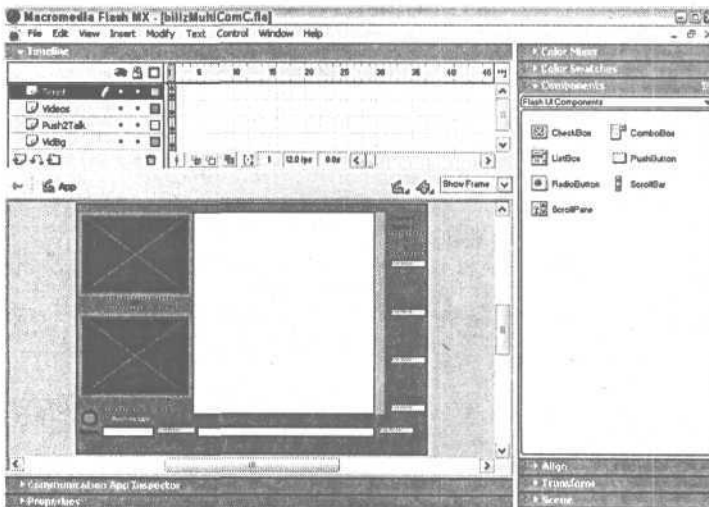 Macromedia Flash MX - [billzMultiComC.fla]
File Edit View Insert Modify Text Control Window Help
Timeline
5 10 15 20 25 30 35 40 45
Script
Videos
Push2Talk
VidBg
1 12.0 fps 0.0s
App
Show Frame
Communication App Inspector
Properties
Color Mixer
Color Swatches
Components
Flash UI Components
CheckBox ComboBox
ListBox PushButton
RadioButton ScrollBar
ScrollPane
Align
Transform
Scene